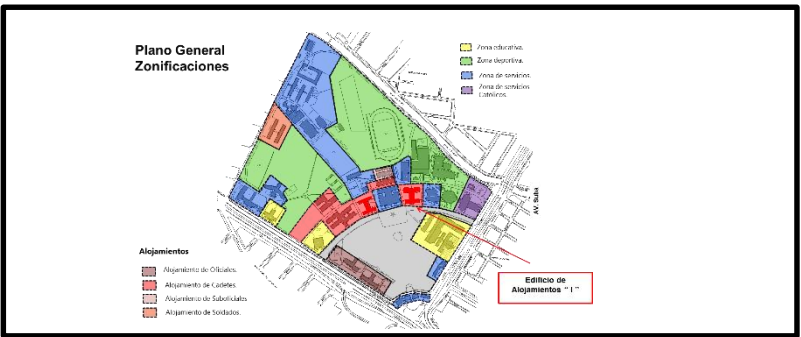 Plano General
Zonificaciones
Zona educativa.
Zona deportiva.
Zona de servicios.
Zona de servicios
Católicos.
AV. Suba
Alojamientos
Alojamiento de Oficiales.
Alojamiento de Cadetes.
Alojamiento de Suboficiales
Alojamiento de Soldados.
Edificio de
Alojamientos " I "